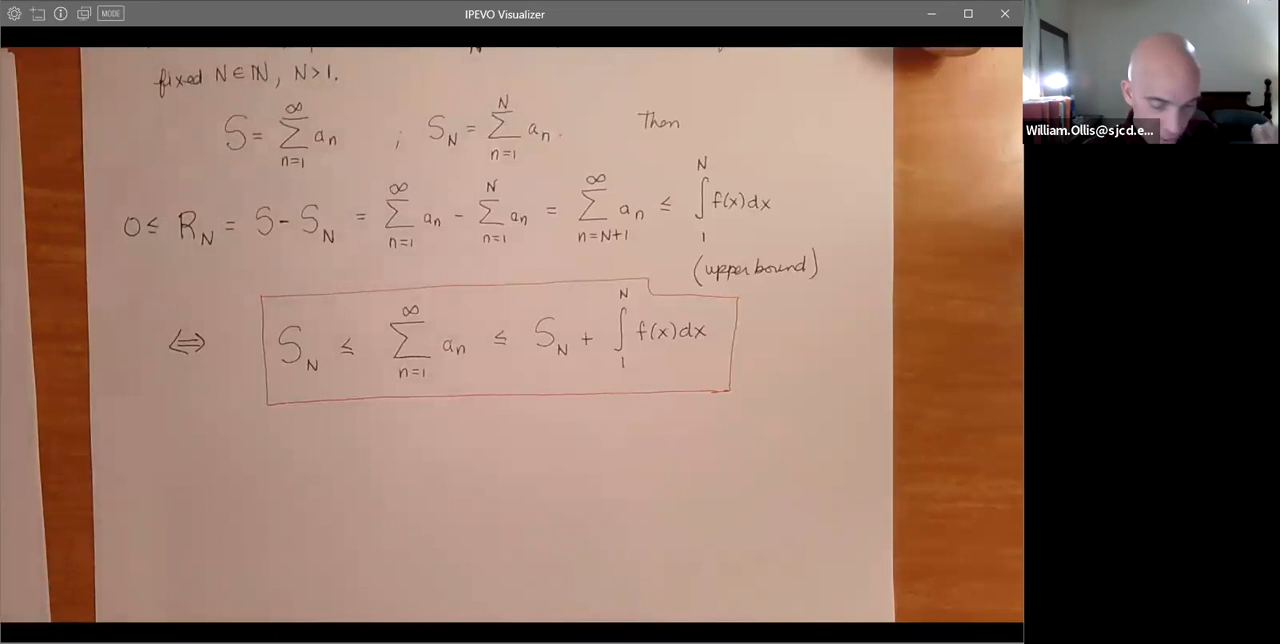 MODE
IPEVO Visualizer
fixed N ∈ ℕ, N > 1.
S = ∑_{n=1}^{∞} a_n ; S_N = ∑_{n=1}^{N} a_n. Then
0 ≤ R_N = S - S_N = ∑_{n=1}^{∞} a_n - ∑_{n=1}^{N} a_n = ∑_{n=N+1}^{∞} a_n ≤ ∫_{1}^{N} f(x)dx
(upper bound)
⇔ S_N ≤ ∑_{n=1}^{∞} a_n ≤ S_N + ∫_{1}^{N} f(x)dx
William.Ollis@sjcd.e...